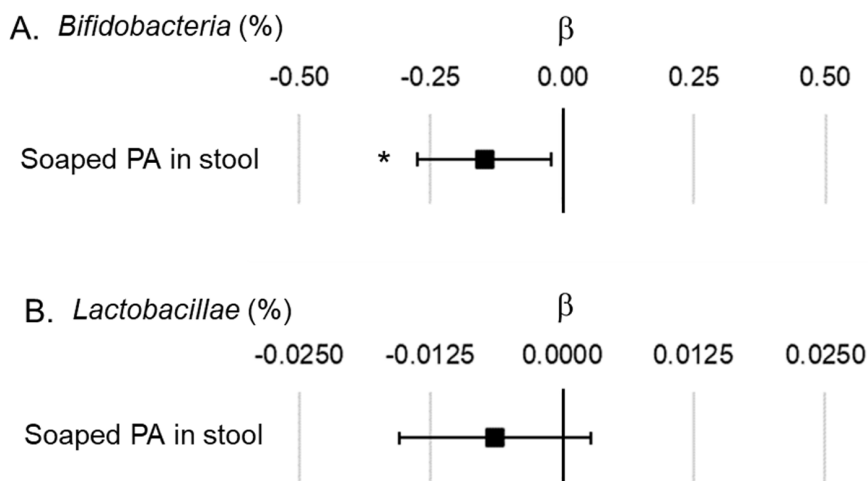 A. Bifidobacteria (%)
β
-0.50 -0.25 0.00 0.25 0.50
Soaped PA in stool *
B. Lactobacillae (%)
β
-0.0250 -0.0125 0.0000 0.0125 0.0250
Soaped PA in stool